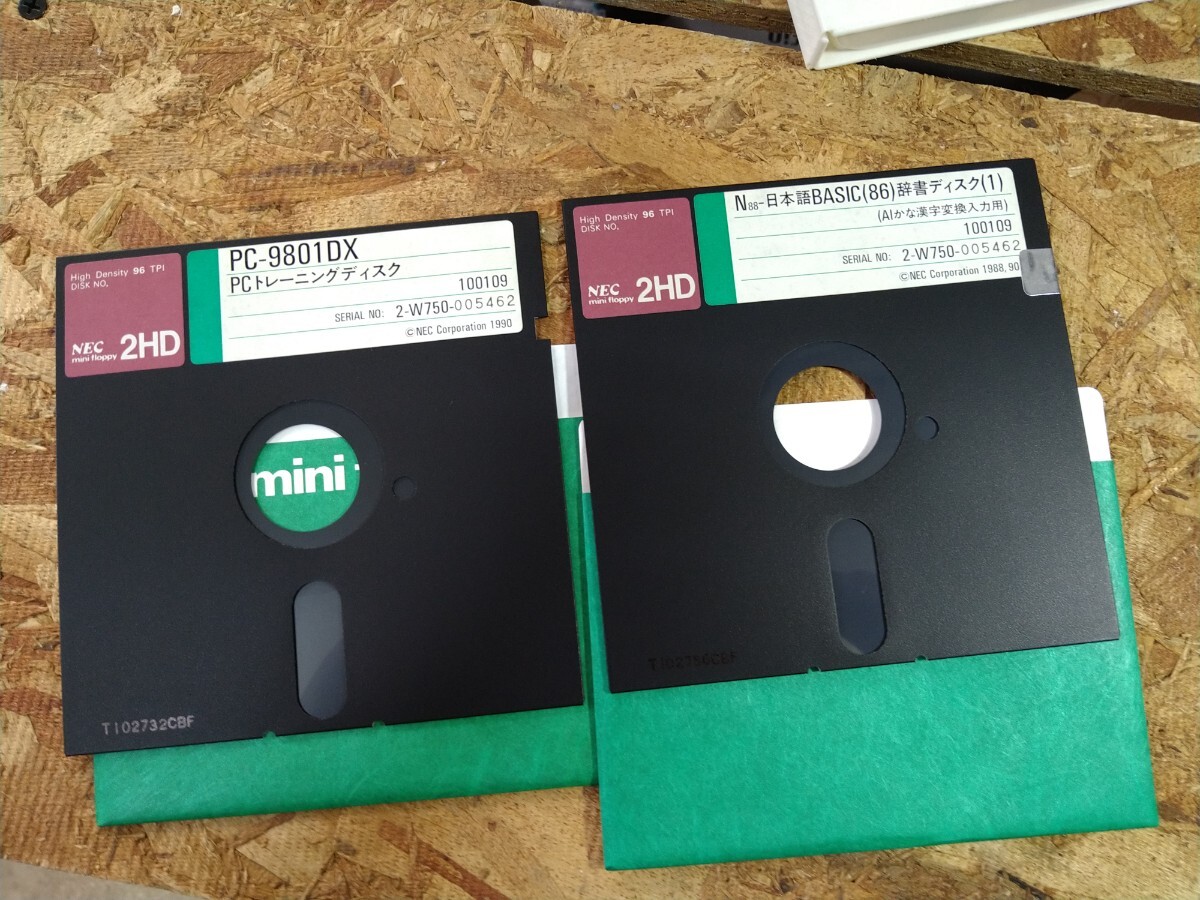 High Density 96 TPI
DISK NO.
NEC
mini floppy 2HD
PC-9801DX
PCトレーニングディスク
100109
SERIAL NO: 2-W750-005462
©NEC Corporation 1990
mini
TI02732CBF
High Density 96 TPI
DISK NO.
NEC
mini floppy 2HD
N88-日本語BASIC(86)辞書ディスク(1)
(AIかな漢字変換入力用)
100109
SERIAL NO: 2-W750-005462
©NEC Corporation 1988, 90